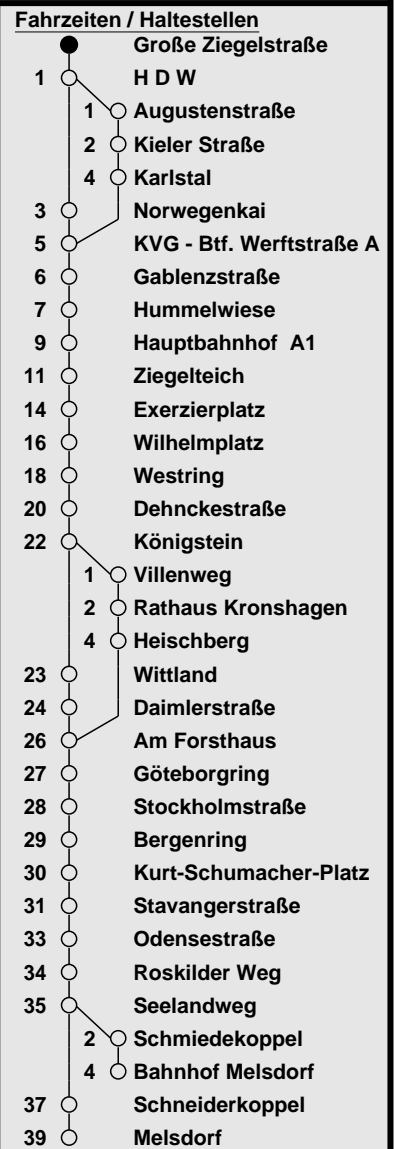 Fahrzeiten / Haltestellen
Große Ziegelstraße
1 H D W
1 Augustenstraße
2 Kieler Straße
4 Karlstal
3 Norwegenkai
5 KVG - Btf. Werftstraße A
6 Gablenzstraße
7 Hummelwiese
9 Hauptbahnhof A1
11 Ziegelteich
14 Exerzierplatz
16 Wilhelmplatz
18 Westring
20 Dehnckestraße
22 Königstein
1 Villenweg
2 Rathaus Kronshagen
4 Heischberg
23 Wittland
24 Daimlerstraße
26 Am Forsthaus
27 Göteborgring
28 Stockholmstraße
29 Bergenring
30 Kurt-Schumacher-Platz
31 Stavangerstraße
33 Odensestraße
34 Roskilder Weg
35 Seelandweg
2 Schmiedekoppel
4 Bahnhof Melsdorf
37 Schneiderkoppel
39 Melsdorf